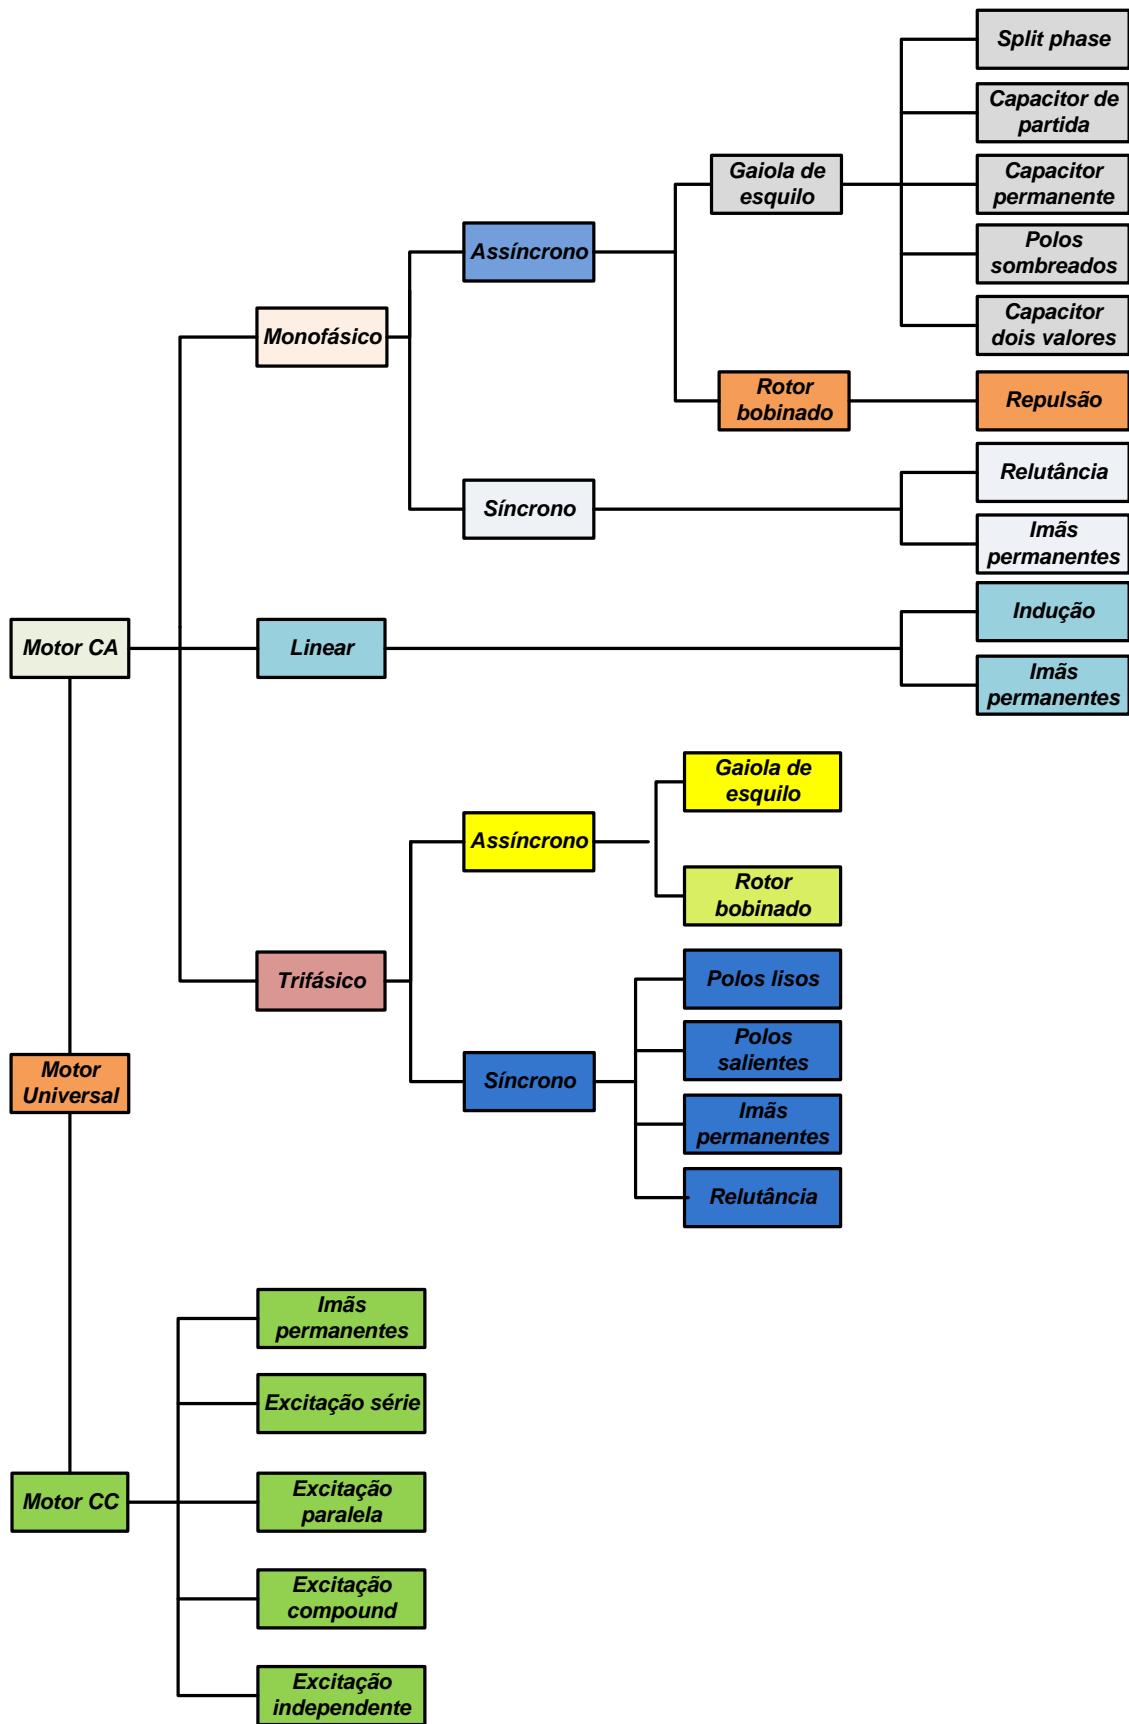 Split phase
Capacitor de
partida
Gaiola de
esquilo
Capacitor
permanente
Assíncrono
Polos
sombreados
Monofásico
Capacitor
dois valores
Rotor
bobinado
Repulsão
Relutância
Síncrono
Imãs
permanentes
Indução
Motor CA
Linear
Imãs
permanentes
Gaiola de
esquilo
Assíncrono
Rotor
bobinado
Trifásico
Polos lisos
Polos
salientes
Motor
Universal
Síncrono
Imãs
permanentes
Relutância
Imãs
permanentes
Excitação série
Motor CC
Excitação
paralela
Excitação
compound
Excitação
independente